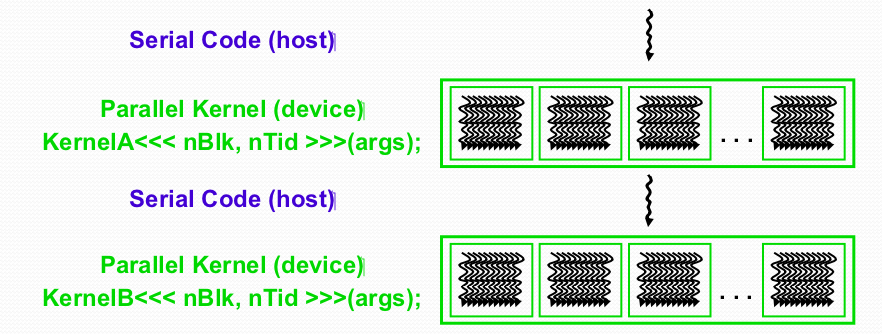 Serial Code (host)
Parallel Kernel (device)
KernelA<<< nBlk, nTid >>>(args);
. . .
Serial Code (host)
Parallel Kernel (device)
KernelB<<< nBlk, nTid >>>(args);
. . .